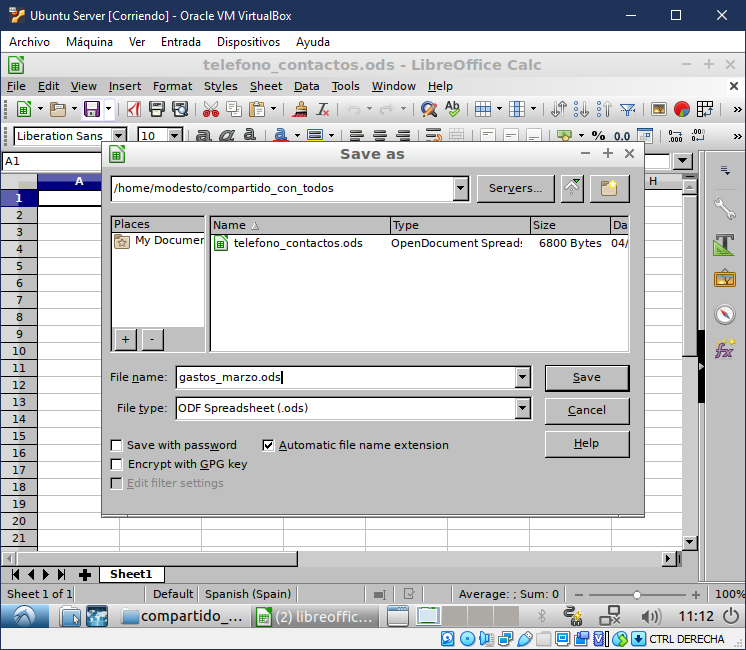 Ubuntu Server [Corriendo] - Oracle VM VirtualBox
Archivo Máquina Ver Entrada Dispositivos Ayuda
telefono_contactos.ods - LibreOffice Calc
File Edit View Insert Format Styles Sheet Data Tools Window Help
Liberation Sans 10
% 0.0
A1
A H
Save as
/home/modesto/compartido_con_todos Servers...
Places Name Type Size Da
My Documen telefono_contactos.ods OpenDocument Spreads 6800 Bytes 04/
+ -
File name: gastos_marzo.ods Save
File type: ODF Spreadsheet (.ods) Cancel
Save with password Automatic file name extension Help
Encrypt with GPG key
Edit filter settings
1
2
3
4
5
6
7
8
9
10
11
12
13
14
15
16
17
18
19
20
21
Sheet1
Sheet 1 of 1 Default Spanish (Spain) Average: ; Sum: 0 100%
compartido_... (2) libreoffic... 11:12
CTRL DERECHA